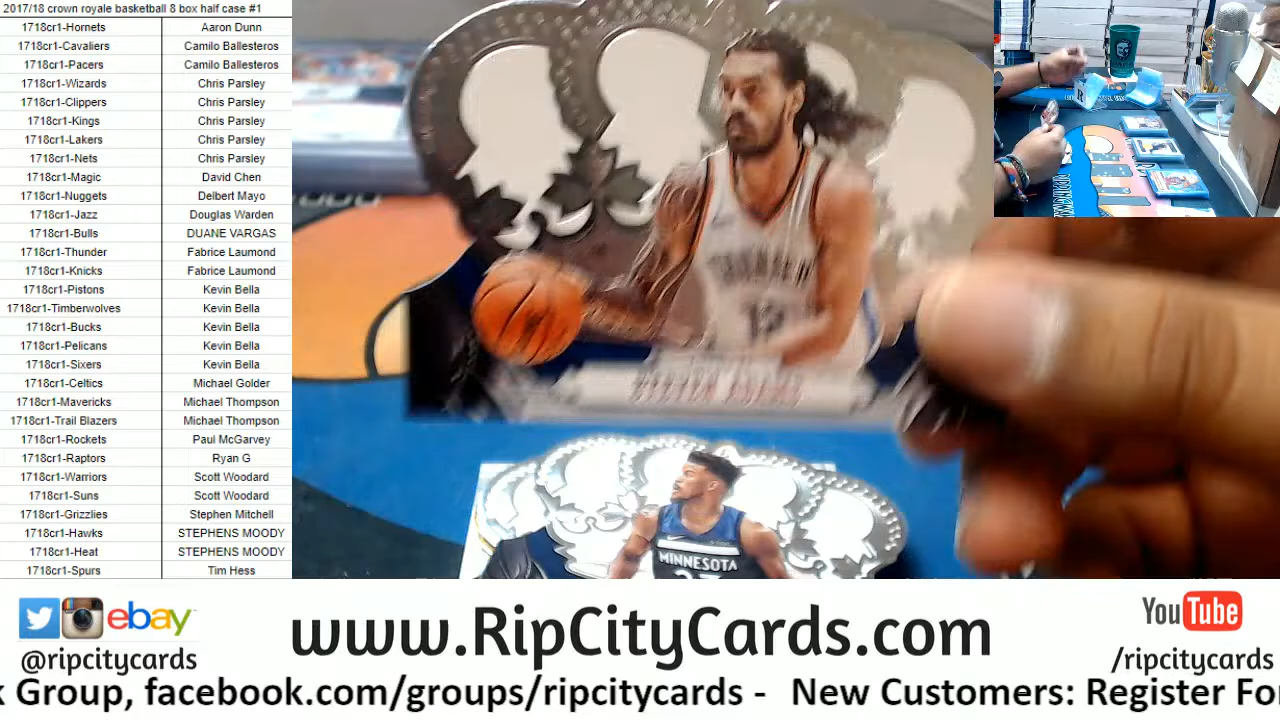 2017/18 crown royale basketball 8 box half case #1
1718cr1-Hornets Aaron Dunn
1718cr1-Cavaliers Camilo Ballesteros
1718cr1-Pacers Camilo Ballesteros
1718cr1-Wizards Chris Parsley
1718cr1-Clippers Chris Parsley
1718cr1-Kings Chris Parsley
1718cr1-Lakers Chris Parsley
1718cr1-Nets Chris Parsley
1718cr1-Magic David Chen
1718cr1-Nuggets Delbert Mayo
1718cr1-Jazz Douglas Warden
1718cr1-Bulls DUANE VARGAS
1718cr1-Thunder Fabrice Laumond
1718cr1-Knicks Fabrice Laumond
1718cr1-Pistons Kevin Bella
1718cr1-Timberwolves Kevin Bella
1718cr1-Bucks Kevin Bella
1718cr1-Pelicans Kevin Bella
1718cr1-Sixers Kevin Bella
1718cr1-Celtics Michael Golder
1718cr1-Mavericks Michael Thompson
1718cr1-Trail Blazers Michael Thompson
1718cr1-Rockets Paul McGarvey
1718cr1-Raptors Ryan G
1718cr1-Warriors Scott Woodard
1718cr1-Suns Scott Woodard
1718cr1-Grizzlies Stephen Mitchell
1718cr1-Hawks STEPHENS MOODY
1718cr1-Heat STEPHENS MOODY
1718cr1-Spurs Tim Hess
THUNDER
12
MINNESOTA
ebay
@ripcitycards
www.RipCityCards.com
YouTube
/ripcitycards
k Group, facebook.com/groups/ripcitycards - New Customers: Register For